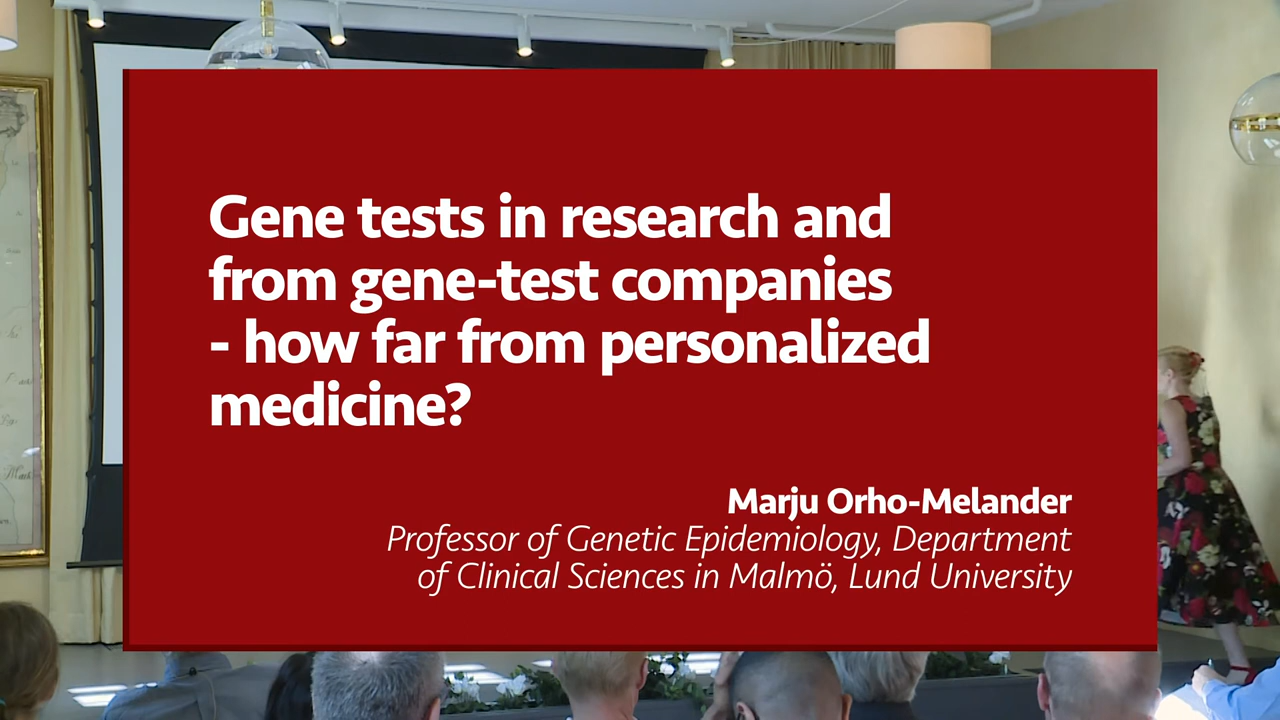 Gene tests in research and
from gene-test companies
- how far from personalized
medicine?
Marju Orho-Melander
Professor of Genetic Epidemiology, Department
of Clinical Sciences in Malmö, Lund University